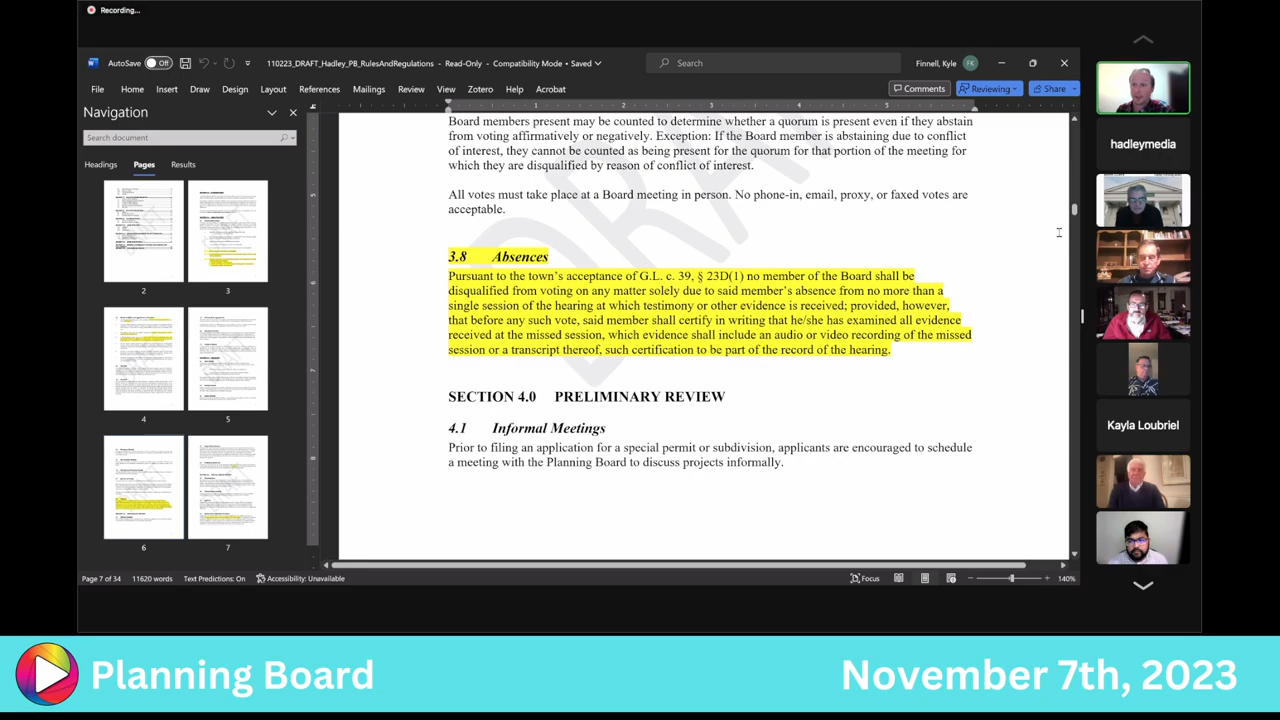 Recording...
AutoSave Off
110223_DRAFT_Hadley_PB_RulesAndRegulations - Read-Only - Compatibility Mode • Saved
Search
Finnell, Kyle FK
File Home Insert Draw Design Layout References Mailings Review View Zotero Help Acrobat
Comments Reviewing Share
Navigation
Search document
Headings Pages Results
2 3
4 5
6 7
Board members present may be counted to determine whether a quorum is present even if they abstain
from voting affirmatively or negatively. Exception: If the Board member is abstaining due to conflict
of interest, they cannot be counted as being present for the quorum for that portion of the meeting for
which they are disqualified by reason of conflict of interest.
All votes must take place at a Board meeting in person. No phone-in, email, proxy, or faxed votes are
acceptable.
3.8 Absences
Pursuant to the town's acceptance of G.L. c. 39, § 23D(1) no member of the Board shall be
disqualified from voting on any matter solely due to said member's absence from no more than a
single session of the hearing at which testimony or other evidence is received; provided, however,
that before any such vote, said member shall certify in writing that he/she has examined all evidence
received at the missed session, which evidence shall include an audio or video recording of the missed
session or a transcript thereof, such certification to be part of the record of the hearing.
SECTION 4.0 PRELIMINARY REVIEW
4.1 Informal Meetings
Prior to filing an application for a special permit or subdivision, applicants are encouraged to schedule
a meeting with the Planning Board to discuss projects informally.
Page 7 of 34 11620 words Text Predictions: On Accessibility: Unavailable
Focus 140%
hadleymedia
Kayla Loubriel
Planning Board
November 7th, 2023